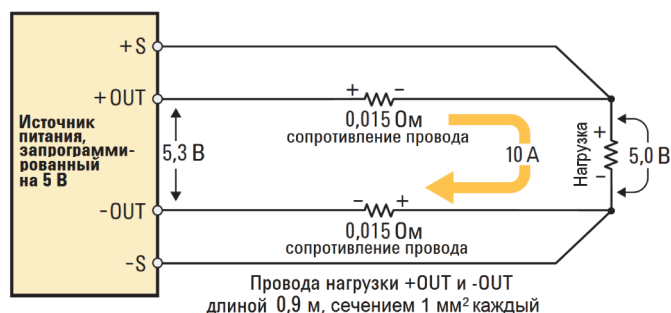 +S
+OUT
Источник
питания,
запрограмми-
рованный
на 5 В
5,3 В
-OUT
-S
+ –
0,015 Ом
сопротивление провода
10 А
– +
0,015 Ом
сопротивление провода
Нагрузка
+
–
5,0 В
Провода нагрузки +OUT и -OUT
длиной 0,9 м, сечением 1 мм² каждый